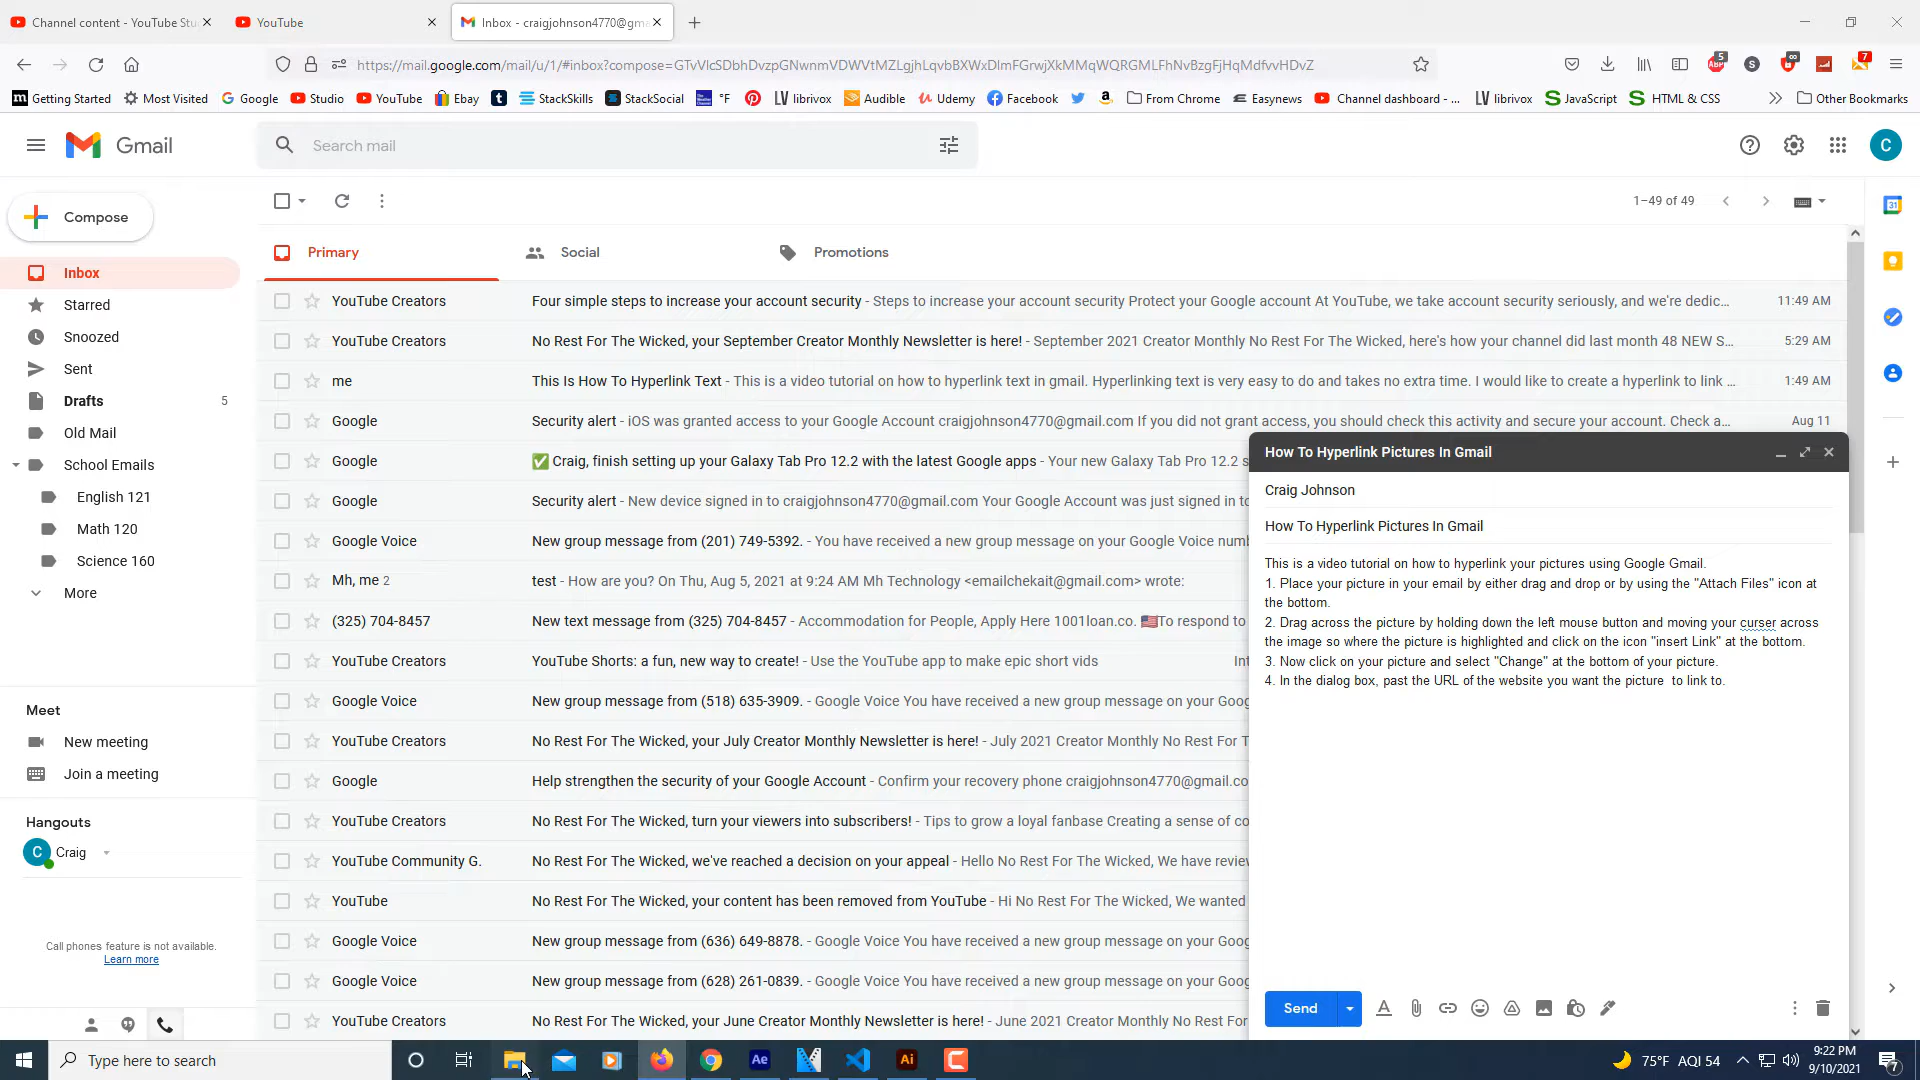 Channel content - YouTube Stu
YouTube
Inbox - craigjohnson4770@gm
https://mail.google.com/mail/u/1/#inbox?compose=GTvVlcSDbhDvzpGNwnmVDWVtMZLgjhLqvbBXWxDlmFGrwjXkMMqWQRGMLFhNvBzgFjHqMdfvvHDvZ
5
7
Getting Started Most Visited Google Studio YouTube Ebay StackSkills StackSocial °F librivox Audible Udemy Facebook From Chrome Easynews Channel dashboard - ... librivox JavaScript HTML & CSS Other Bookmarks
Gmail
Search mail
C
Compose
1–49 of 49
31
Primary Social Promotions
Inbox
Starred
Snoozed
Sent
Drafts 5
Old Mail
School Emails
English 121
Math 120
Science 160
More
YouTube Creators Four simple steps to increase your account security - Steps to increase your account security Protect your Google account At YouTube, we take account security seriously, and we're dedic... 11:49 AM
YouTube Creators No Rest For The Wicked, your September Creator Monthly Newsletter is here! - September 2021 Creator Monthly No Rest For The Wicked, here's how your channel did last month 48 NEW S... 5:29 AM
me This Is How To Hyperlink Text - This is a video tutorial on how to hyperlink text in gmail. Hyperlinking text is very easy to do and takes no extra time. I would like to create a hyperlink to link ... 1:49 AM
Google Security alert - iOS was granted access to your Google Account craigjohnson4770@gmail.com If you did not grant access, you should check this activity and secure your account. Check a... Aug 11
Google ✅ Craig, finish setting up your Galaxy Tab Pro 12.2 with the latest Google apps - Your new Galaxy Tab Pro 12.2 s
Google Security alert - New device signed in to craigjohnson4770@gmail.com Your Google Account was just signed in to
Google Voice New group message from (201) 749-5392. - You have received a new group message on your Google Voice numb
Mh, me 2 test - How are you? On Thu, Aug 5, 2021 at 9:24 AM Mh Technology <emailchekait@gmail.com> wrote:
(325) 704-8457 New text message from (325) 704-8457 - Accommodation for People, Apply Here 1001loan.co. 🇺🇸To respond to
YouTube Creators YouTube Shorts: a fun, new way to create! - Use the YouTube app to make epic short vids Int
Google Voice New group message from (518) 635-3909. - Google Voice You have received a new group message on your Goog
YouTube Creators No Rest For The Wicked, your July Creator Monthly Newsletter is here! - July 2021 Creator Monthly No Rest For T
Google Help strengthen the security of your Google Account - Confirm your recovery phone craigjohnson4770@gmail.co
YouTube Creators No Rest For The Wicked, turn your viewers into subscribers! - Tips to grow a loyal fanbase Creating a sense of co
YouTube Community G. No Rest For The Wicked, we've reached a decision on your appeal - Hello No Rest For The Wicked, We have review
YouTube No Rest For The Wicked, your content has been removed from YouTube - Hi No Rest For The Wicked, We wanted
Google Voice New group message from (636) 649-8878. - Google Voice You have received a new group message on your Goog
Google Voice New group message from (628) 261-0839. - Google Voice You have received a new group message on your Goog
YouTube Creators No Rest For The Wicked, your June Creator Monthly Newsletter is here! - June 2021 Creator Monthly No Rest For
How To Hyperlink Pictures In Gmail
Craig Johnson
How To Hyperlink Pictures In Gmail
This is a video tutorial on how to hyperlink your pictures using Google Gmail.
1. Place your picture in your email by either drag and drop or by using the "Attach Files" icon at
the bottom.
2. Drag across the picture by holding down the left mouse button and moving your curser across
the image so where the picture is highlighted and click on the icon "insert Link" at the bottom.
3. Now click on your picture and select "Change" at the bottom of your picture.
4. In the dialog box, past the URL of the website you want the picture to link to.
Send
Meet
New meeting
Join a meeting
Hangouts
C Craig
Call phones feature is not available.
Learn more
Type here to search
Ae
Ai
75°F AQI 54
9:22 PM
9/10/2021
7